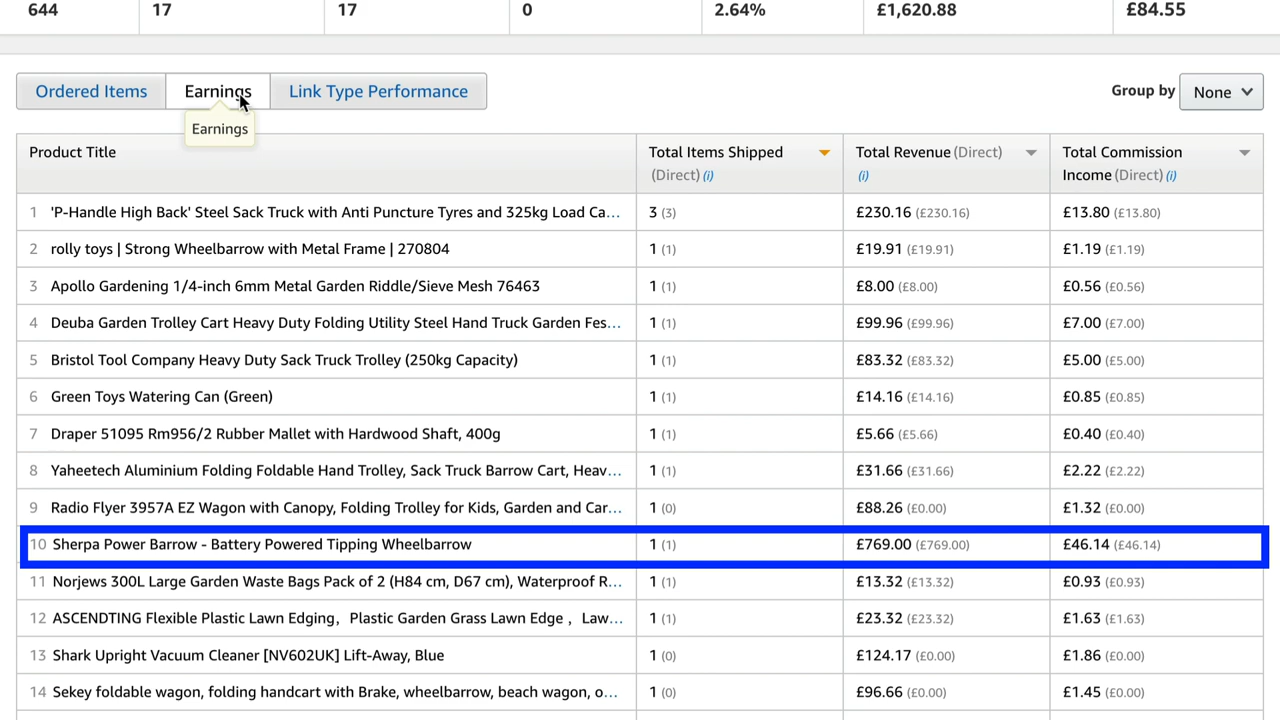 644 17 17 0 2.64% £1,620.88 £84.55
Ordered Items Earnings Link Type Performance Group by None
Earnings
Product Title Total Items Shipped (Direct) (i) Total Revenue (Direct) (i) Total Commission Income (Direct) (i)
1 'P-Handle High Back' Steel Sack Truck with Anti Puncture Tyres and 325kg Load Ca... 3 (3) £230.16 (£230.16) £13.80 (£13.80)
2 rolly toys | Strong Wheelbarrow with Metal Frame | 270804 1 (1) £19.91 (£19.91) £1.19 (£1.19)
3 Apollo Gardening 1/4-inch 6mm Metal Garden Riddle/Sieve Mesh 76463 1 (1) £8.00 (£8.00) £0.56 (£0.56)
4 Deuba Garden Trolley Cart Heavy Duty Folding Utility Steel Hand Truck Garden Fes... 1 (1) £99.96 (£99.96) £7.00 (£7.00)
5 Bristol Tool Company Heavy Duty Sack Truck Trolley (250kg Capacity) 1 (1) £83.32 (£83.32) £5.00 (£5.00)
6 Green Toys Watering Can (Green) 1 (1) £14.16 (£14.16) £0.85 (£0.85)
7 Draper 51095 Rm956/2 Rubber Mallet with Hardwood Shaft, 400g 1 (1) £5.66 (£5.66) £0.40 (£0.40)
8 Yaheetech Aluminium Folding Foldable Hand Trolley, Sack Truck Barrow Cart, Heav... 1 (1) £31.66 (£31.66) £2.22 (£2.22)
9 Radio Flyer 3957A EZ Wagon with Canopy, Folding Trolley for Kids, Garden and Car... 1 (0) £88.26 (£0.00) £1.32 (£0.00)
10 Sherpa Power Barrow - Battery Powered Tipping Wheelbarrow 1 (1) £769.00 (£769.00) £46.14 (£46.14)
11 Norjews 300L Large Garden Waste Bags Pack of 2 (H84 cm, D67 cm), Waterproof R... 1 (1) £13.32 (£13.32) £0.93 (£0.93)
12 ASCENDTING Flexible Plastic Lawn Edging，Plastic Garden Grass Lawn Edge，Law... 1 (1) £23.32 (£23.32) £1.63 (£1.63)
13 Shark Upright Vacuum Cleaner [NV602UK] Lift-Away, Blue 1 (0) £124.17 (£0.00) £1.86 (£0.00)
14 Sekey foldable wagon, folding handcart with Brake, wheelbarrow, beach wagon, o... 1 (0) £96.66 (£0.00) £1.45 (£0.00)